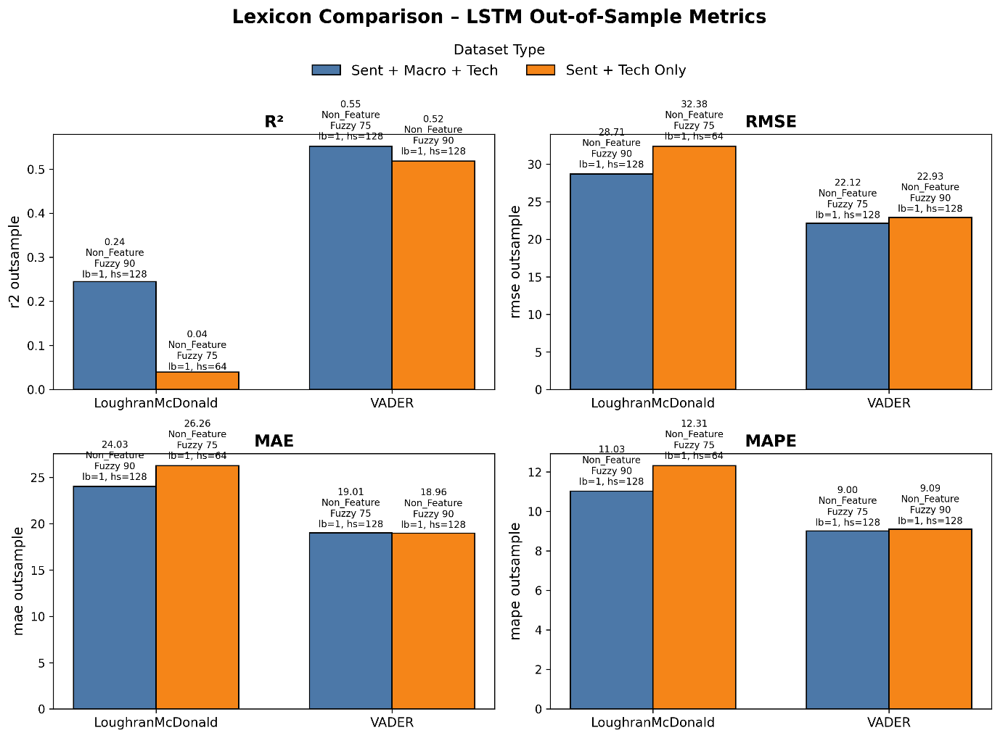 Lexicon Comparison – LSTM Out-of-Sample Metrics
Dataset Type
Sent + Macro + Tech
Sent + Tech Only
R²
r2 outsample
0.5
0.4
0.3
0.2
0.1
0.0
0.24
Non_Feature
Fuzzy 90
lb=1, hs=128
0.04
Non_Feature
Fuzzy 75
lb=1, hs=64
0.55
Non_Feature
Fuzzy 75
lb=1, hs=128
0.52
Non_Feature
Fuzzy 90
lb=1, hs=128
LoughranMcDonald
VADER
RMSE
rmse outsample
30
25
20
15
10
5
0
28.71
Non_Feature
Fuzzy 90
lb=1, hs=128
32.38
Non_Feature
Fuzzy 75
lb=1, hs=64
22.12
Non_Feature
Fuzzy 75
lb=1, hs=128
22.93
Non_Feature
Fuzzy 90
lb=1, hs=128
LoughranMcDonald
VADER
MAE
mae outsample
25
20
15
10
5
0
24.03
Non_Feature
Fuzzy 90
lb=1, hs=128
26.26
Non_Feature
Fuzzy 75
lb=1, hs=64
19.01
Non_Feature
Fuzzy 75
lb=1, hs=128
18.96
Non_Feature
Fuzzy 90
lb=1, hs=128
LoughranMcDonald
VADER
MAPE
mape outsample
12
10
8
6
4
2
0
11.03
Non_Feature
Fuzzy 90
lb=1, hs=128
12.31
Non_Feature
Fuzzy 75
lb=1, hs=64
9.00
Non_Feature
Fuzzy 75
lb=1, hs=128
9.09
Non_Feature
Fuzzy 90
lb=1, hs=128
LoughranMcDonald
VADER